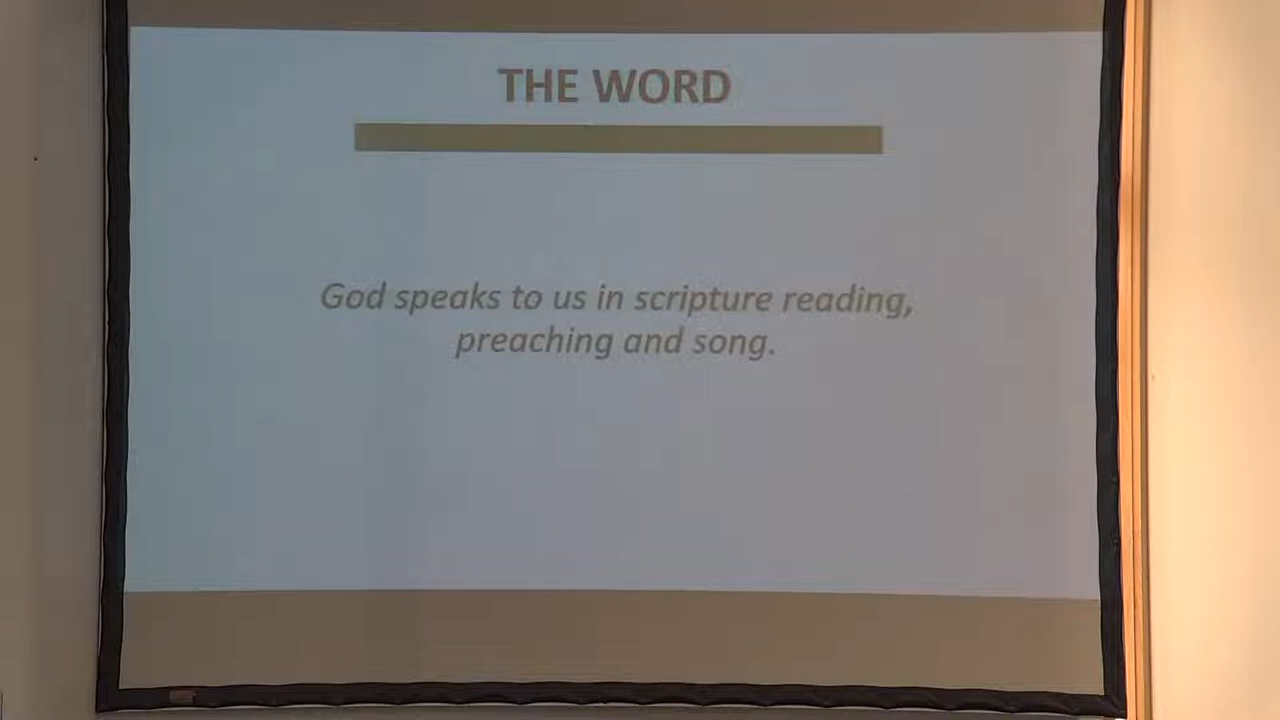 THE WORD
God speaks to us in scripture reading,
preaching and song.